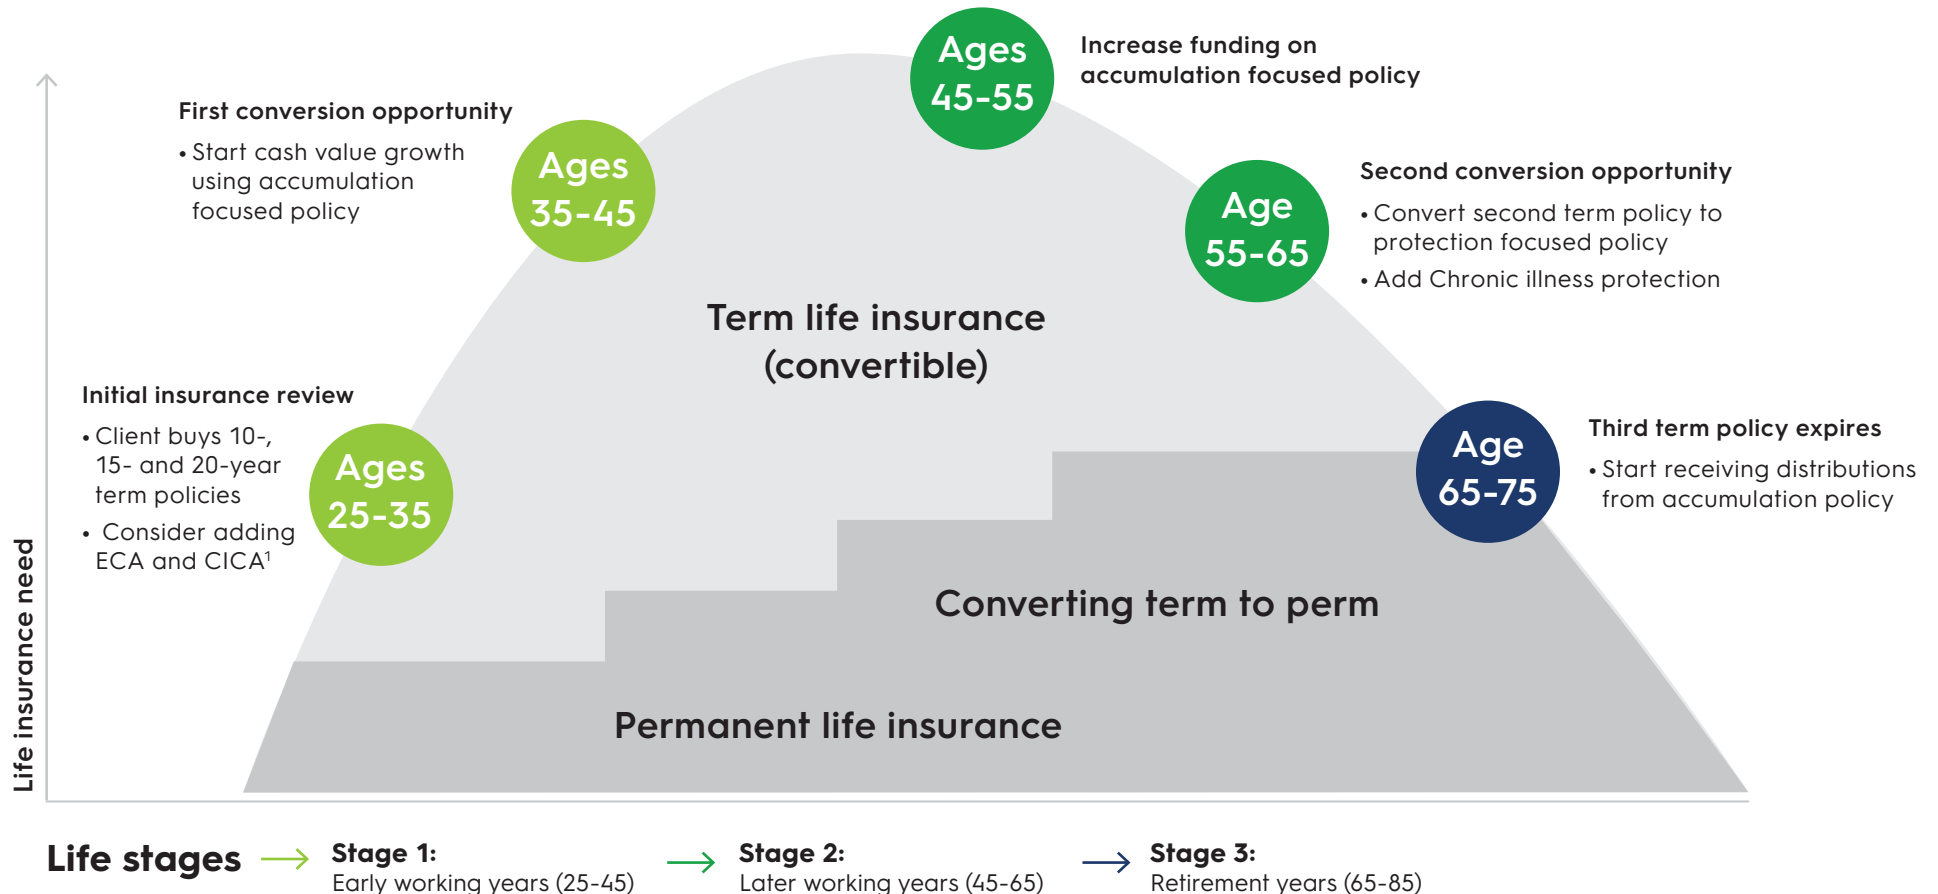 Ages
45-55
Increase funding on
accumulation focused policy
First conversion opportunity
• Start cash value growth
using accumulation
focused policy
Ages
35-45
Age
55-65
Second conversion opportunity
• Convert second term policy to
protection focused policy
• Add Chronic illness protection
Term life insurance
(convertible)
Initial insurance review
• Client buys 10-,
15- and 20-year
term policies
• Consider adding
ECA and CICA¹
Ages
25-35
Age
65-75
Third term policy expires
• Start receiving distributions
from accumulation policy
Life insurance need
Converting term to perm
Permanent life insurance
Life stages
Stage 1:
Early working years (25-45)
Stage 2:
Later working years (45-65)
Stage 3:
Retirement years (65-85)